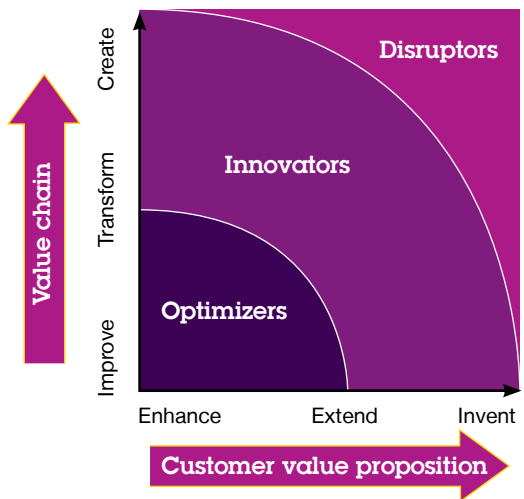 Create
Disruptors
Value chain
Transform
Innovators
Improve
Optimizers
Enhance
Extend
Invent
Customer value proposition